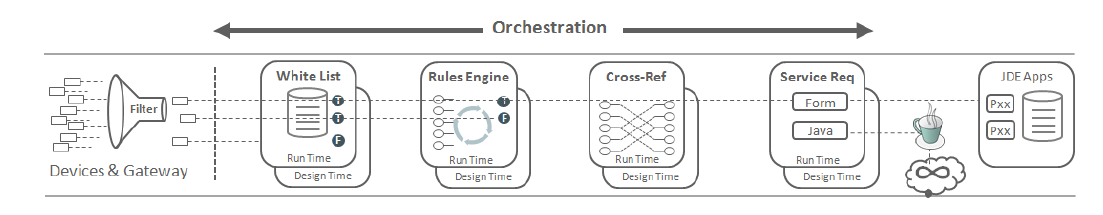 Orchestration
White List
Rules Engine
Cross-Ref
Service Req
JDE Apps
Filter
T
T
F
T
F
Form
Java
Pxx
Pxx
Run Time
Run Time
Run Time
Run Time
Devices & Gateway
Design Time
Design Time
Design Time
Design Time